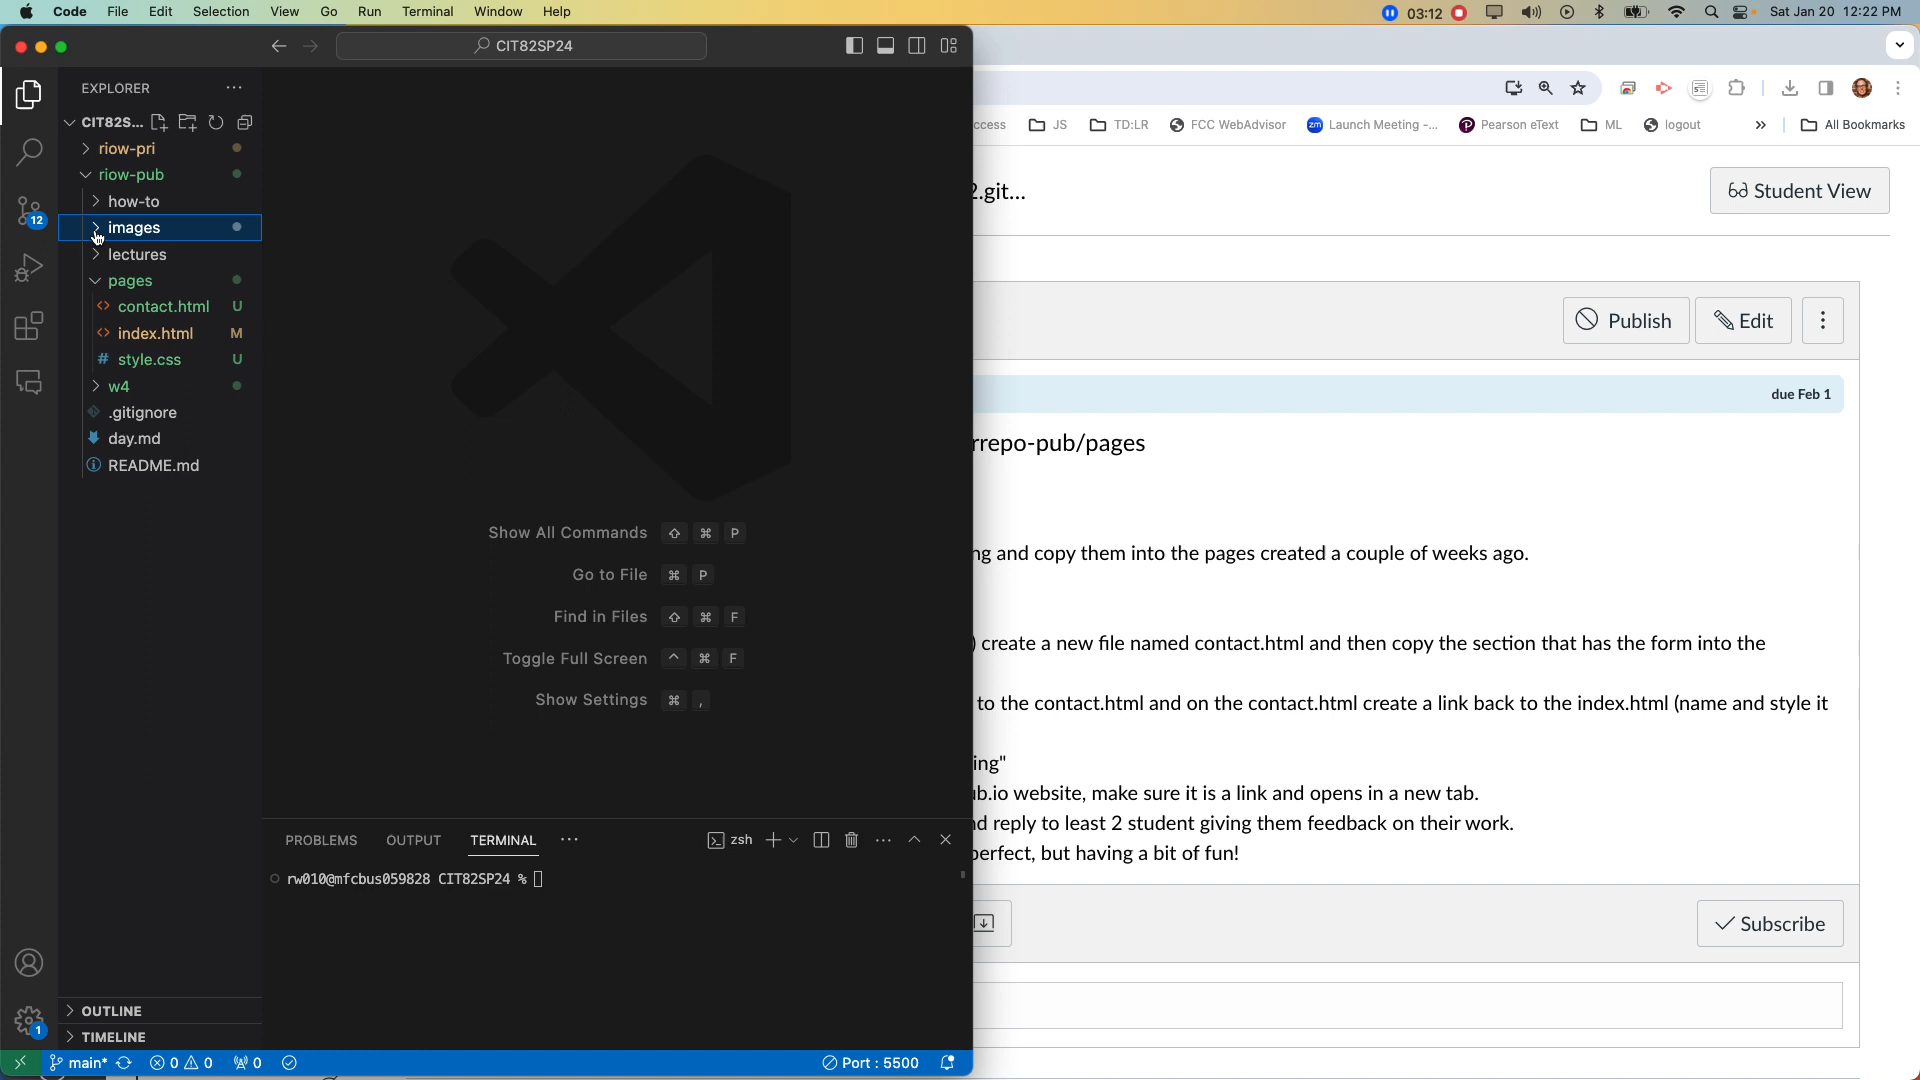 Code File Edit Selection View Go Run Terminal Window Help
03:12
Sat Jan 20 12:22 PM
CIT82SP24
EXPLORER
CIT82S...
riow-pri
riow-pub
how-to
images
lectures
pages
contact.html U
index.html M
style.css U
w4
.gitignore
day.md
README.md
12
1
OUTLINE
TIMELINE
Show All Commands ⇧ ⌘ P
Go to File ⌘ P
Find in Files ⇧ ⌘ F
Toggle Full Screen ^ ⌘ F
Show Settings ⌘ ,
PROBLEMS OUTPUT TERMINAL
zsh
rw010@mfcbus059828 CIT82SP24 %
main* 0 0 0 Port : 5500
ccess JS TD:LR FCC WebAdvisor Launch Meeting -... Pearson eText ML logout All Bookmarks
2.git...
Student View
Publish Edit
due Feb 1
rrepo-pub/pages
ng and copy them into the pages created a couple of weeks ago.
) create a new file named contact.html and then copy the section that has the form into the
to the contact.html and on the contact.html create a link back to the index.html (name and style it
ing"
ub.io website, make sure it is a link and opens in a new tab.
nd reply to least 2 student giving them feedback on their work.
perfect, but having a bit of fun!
Subscribe